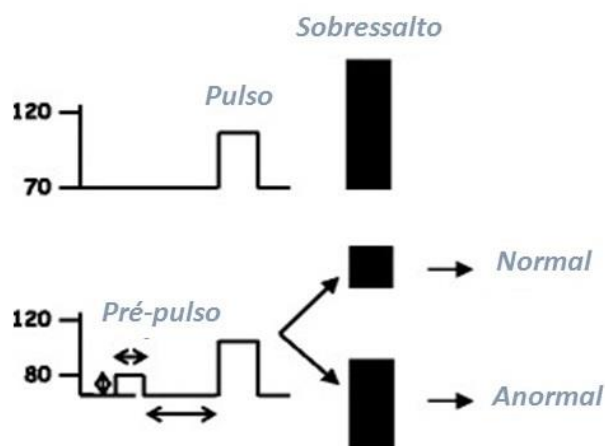 Sobressalto
Pulso
120
70
Normal
Pré-pulso
120
80
Anormal